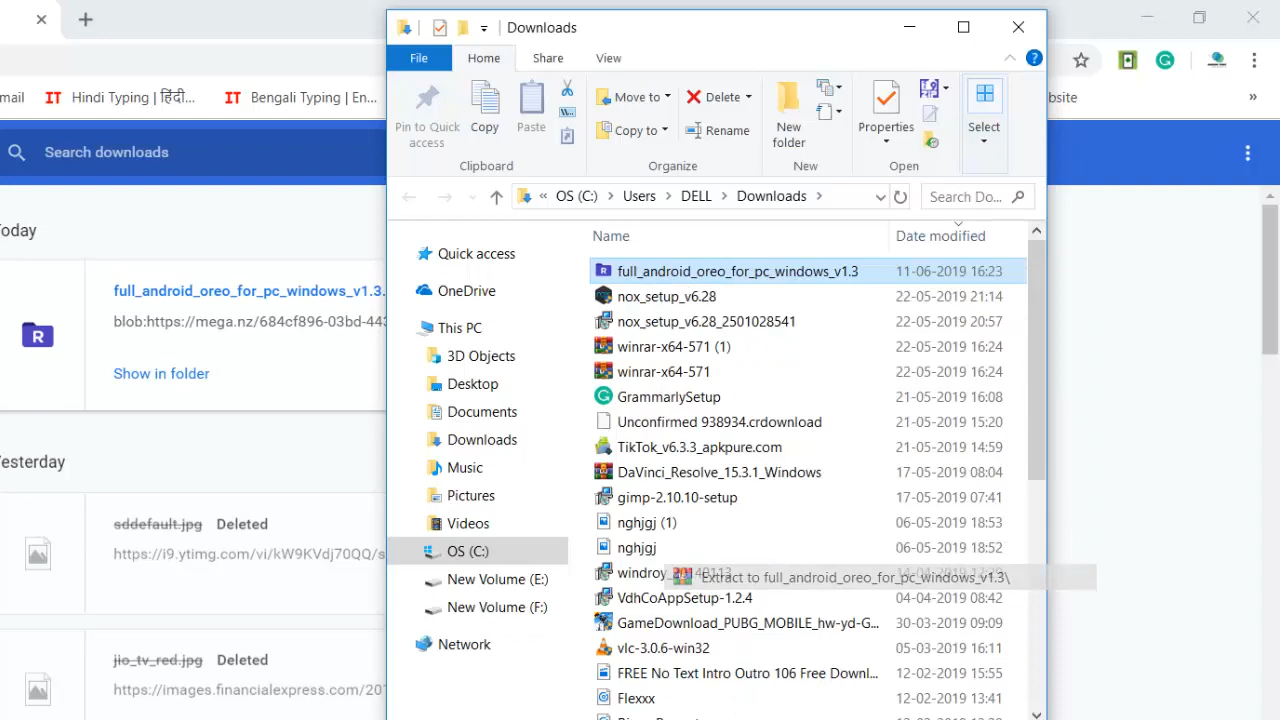 Downloads
File
Home
Share
View
mail
IT Hindi Typing | हिंदी...
IT Bengali Typing | En...
bsite
»
Pin to Quick access
Copy
Paste
Clipboard
Move to
Copy to
Delete
Rename
Organize
New folder
New
Properties
Open
Select
Search downloads
« OS (C:) > Users > DELL > Downloads >
Search Do...
oday
full_android_oreo_for_pc_windows_v1.3.
R
blob:https://mega.nz/684cf896-03bd-443
Show in folder
esterday
sddefault.jpg Deleted
https://i9.ytimg.com/vi/kW9KVdj70QQ/s
jio_tv_red.jpg Deleted
https://images.financialexpress.com/20
Quick access
OneDrive
This PC
3D Objects
Desktop
Documents
Downloads
Music
Pictures
Videos
OS (C:)
New Volume (E:)
New Volume (F:)
Network
Name Date modified
full_android_oreo_for_pc_windows_v1.3 11-06-2019 16:23
nox_setup_v6.28 22-05-2019 21:14
nox_setup_v6.28_2501028541 22-05-2019 20:57
winrar-x64-571 (1) 22-05-2019 16:24
winrar-x64-571 22-05-2019 16:24
GrammarlySetup 21-05-2019 16:08
Unconfirmed 938934.crdownload 21-05-2019 15:20
TikTok_v6.3.3_apkpure.com 21-05-2019 14:59
DaVinci_Resolve_15.3.1_Windows 17-05-2019 08:04
gimp-2.10.10-setup 17-05-2019 07:41
nghjgj (1) 06-05-2019 18:53
nghjgj 06-05-2019 18:52
Extract to full_android_oreo_for_pc_windows_v1.3\
VdhCoAppSetup-1.2.4 04-04-2019 08:42
GameDownload_PUBG_MOBILE_hw-yd-G... 30-03-2019 09:09
vlc-3.0.6-win32 05-03-2019 16:11
FREE No Text Intro Outro 106 Free Downl... 12-02-2019 15:55
Flexxx 12-02-2019 13:41